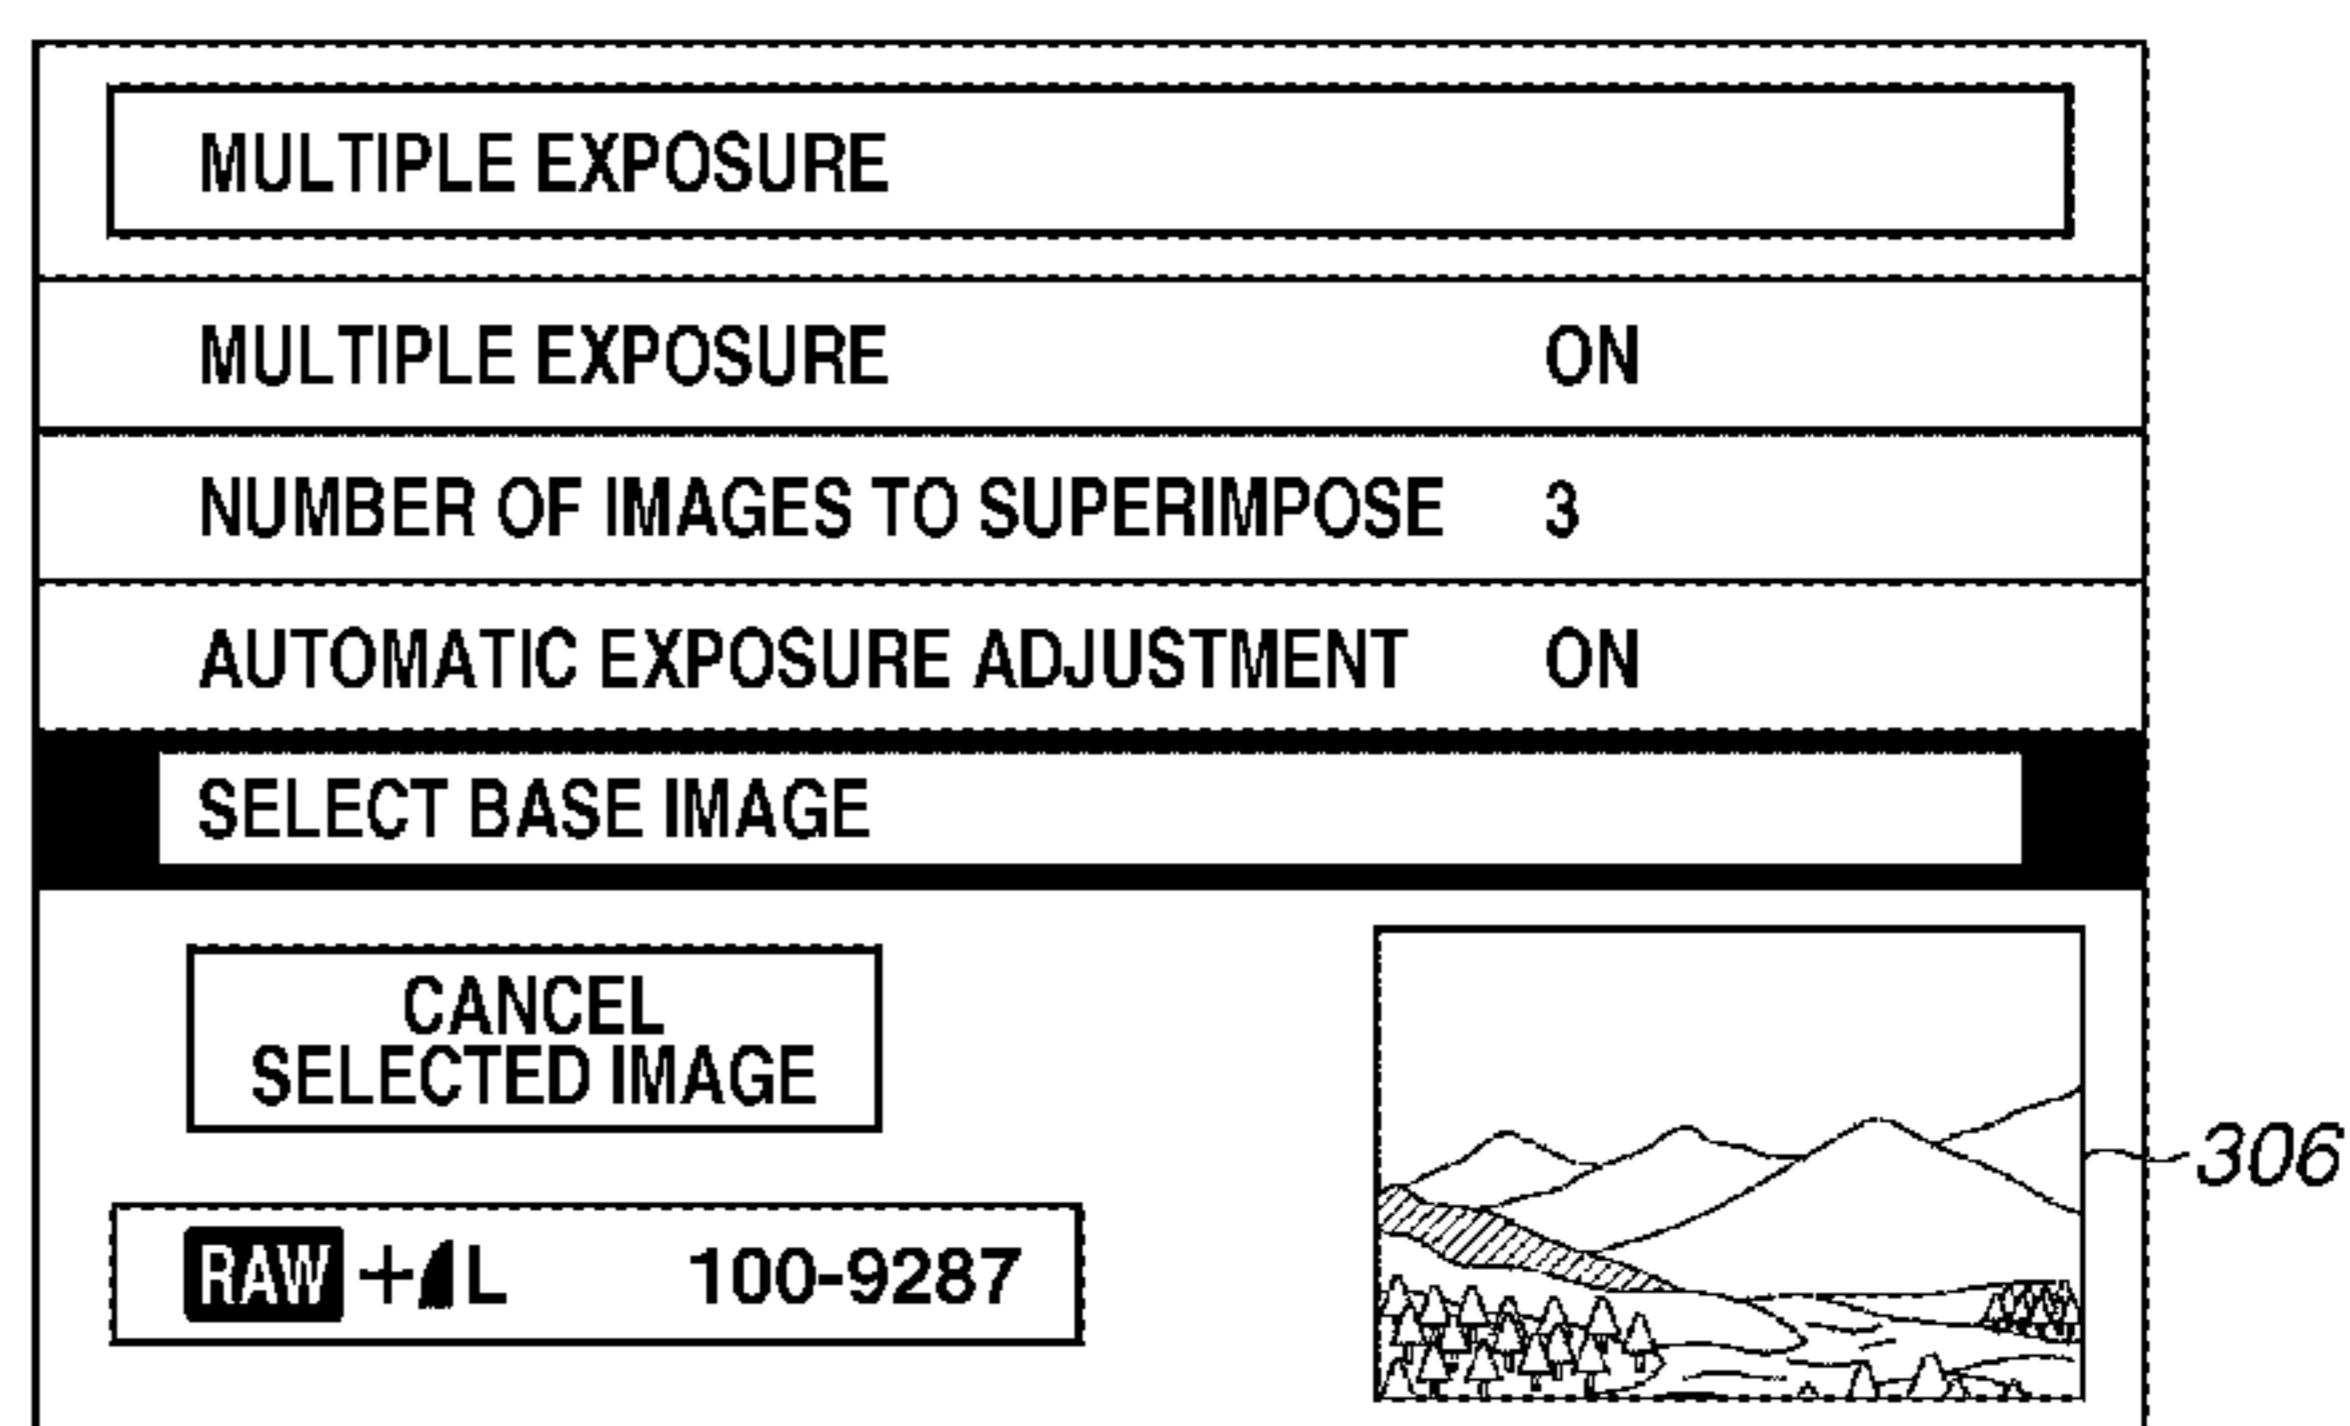 MULTIPLE EXPOSURE
MULTIPLE EXPOSURE ON
NUMBER OF IMAGES TO SUPERIMPOSE 3
AUTOMATIC EXPOSURE ADJUSTMENT ON
SELECT BASE IMAGE
CANCEL
SELECTED IMAGE
306
RAW+L 100-9287